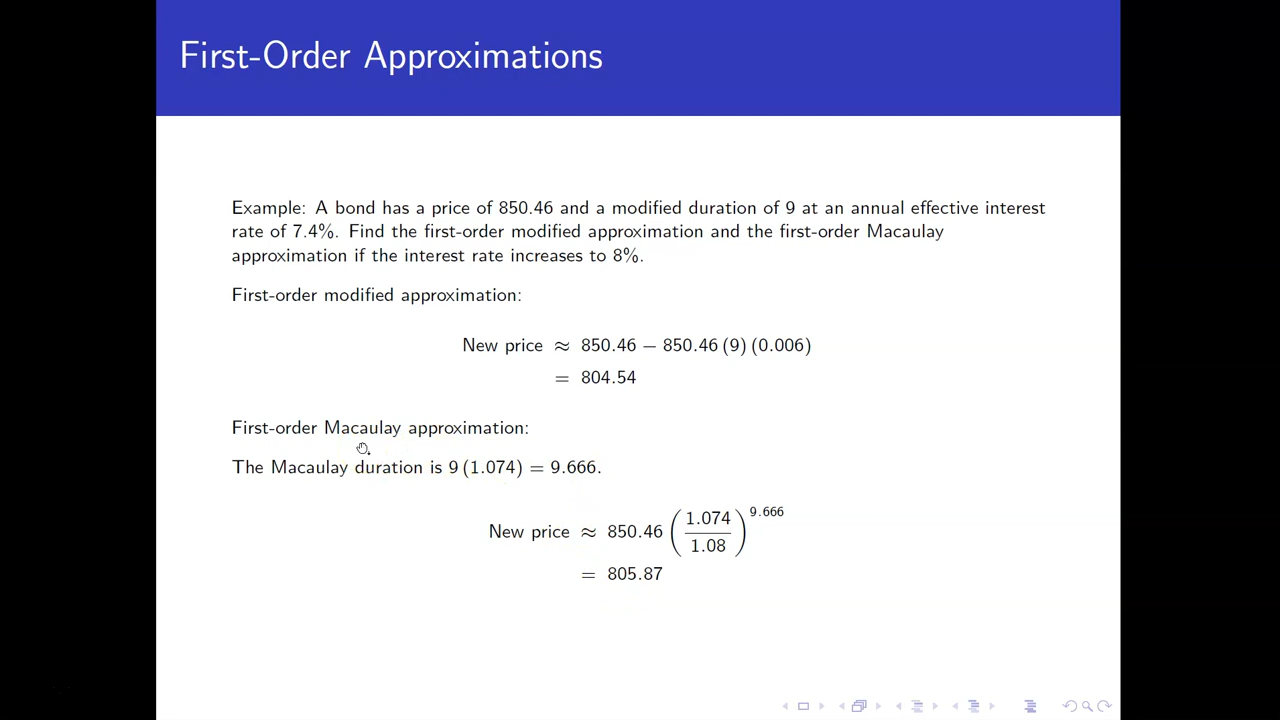 First-Order Approximations
Example: A bond has a price of 850.46 and a modified duration of 9 at an annual effective interest
rate of 7.4%. Find the first-order modified approximation and the first-order Macaulay
approximation if the interest rate increases to 8%.
First-order modified approximation:
New price ≈ 850.46 − 850.46 (9) (0.006)
= 804.54
First-order Macaulay approximation:
The Macaulay duration is 9 (1.074) = 9.666.
New price ≈ 850.46 (1.074/1.08)^9.666
= 805.87